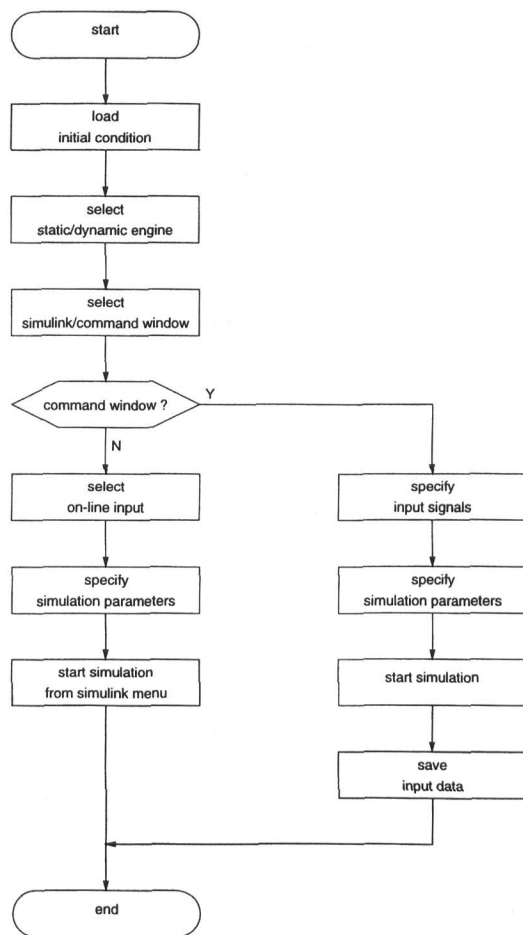 start
load
initial condition
select
static/dynamic engine
select
simulink/command window
command window ?
Y
N
select
on-line input
specify
simulation parameters
start simulation
from simulink menu
specify
input signals
specify
simulation parameters
start simulation
save
input data
end